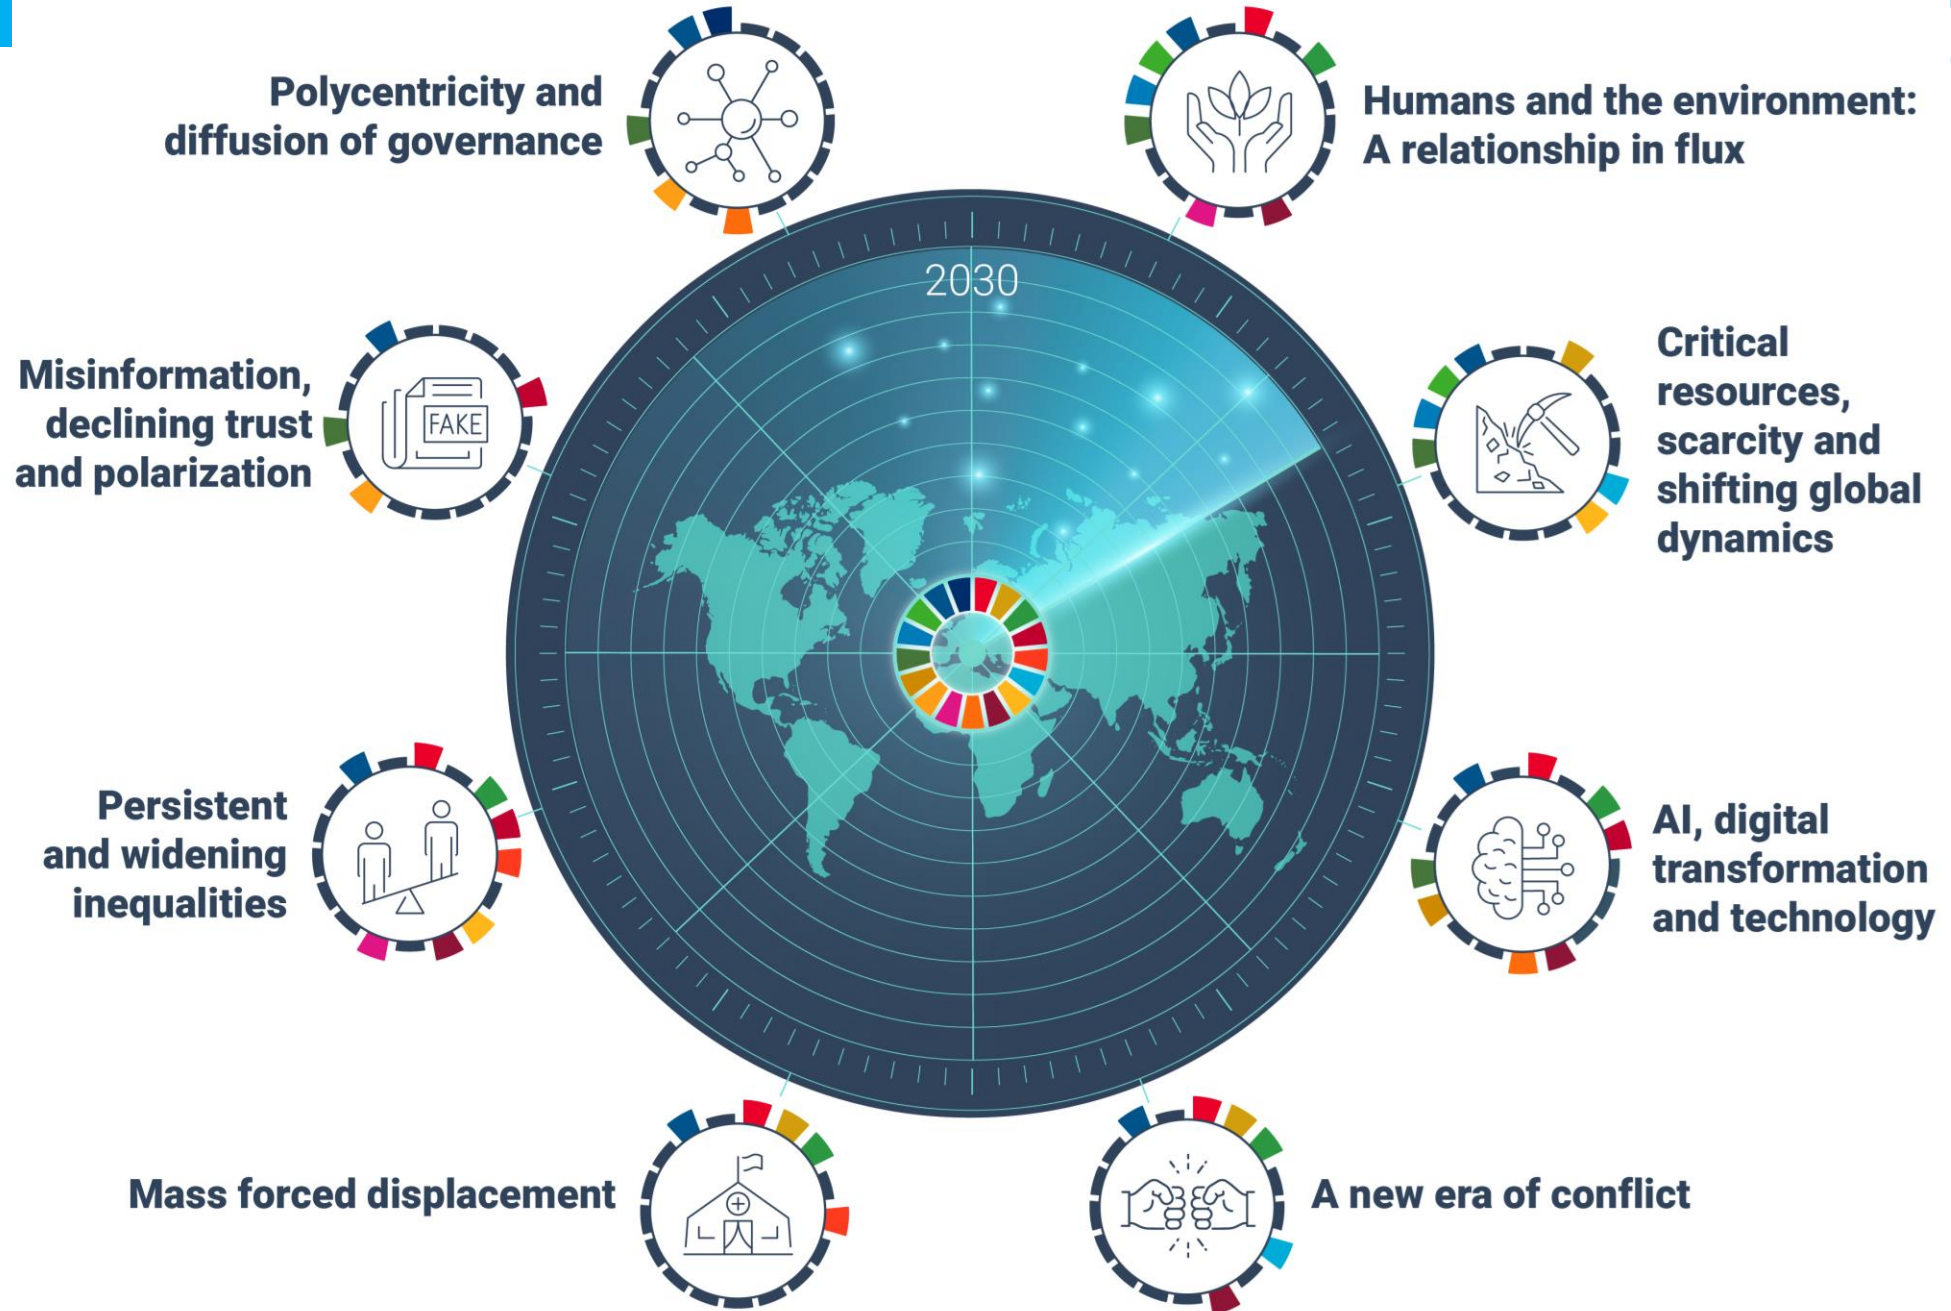 Polycentricity and
diffusion of governance
Humans and the environment:
A relationship in flux
2030
Misinformation,
declining trust
and polarization
FAKE
Critical
resources,
scarcity and
shifting global
dynamics
Persistent
and widening
inequalities
AI, digital
transformation
and technology
Mass forced displacement
A new era of conflict